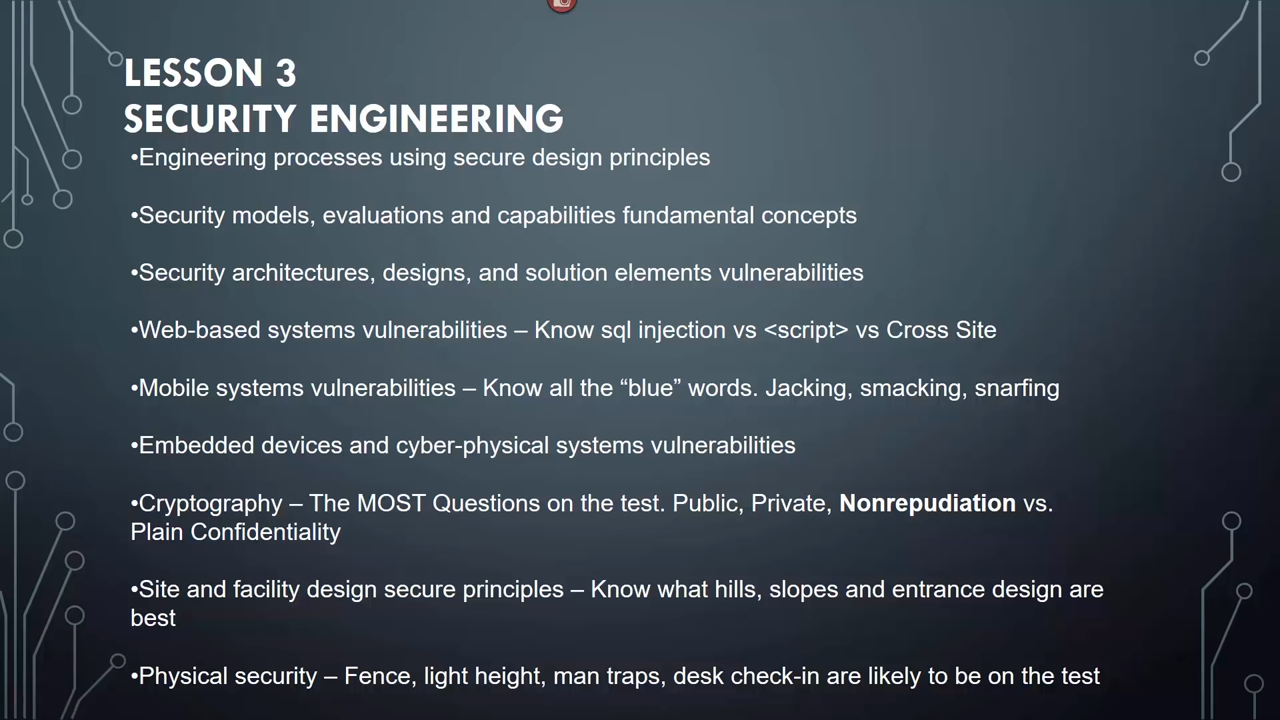 LESSON 3
SECURITY ENGINEERING
•Engineering processes using secure design principles
•Security models, evaluations and capabilities fundamental concepts
•Security architectures, designs, and solution elements vulnerabilities
•Web-based systems vulnerabilities – Know sql injection vs <script> vs Cross Site
•Mobile systems vulnerabilities – Know all the “blue” words. Jacking, smacking, snarfing
•Embedded devices and cyber-physical systems vulnerabilities
•Cryptography – The MOST Questions on the test. Public, Private, Nonrepudiation vs.
Plain Confidentiality
•Site and facility design secure principles – Know what hills, slopes and entrance design are
best
•Physical security – Fence, light height, man traps, desk check-in are likely to be on the test